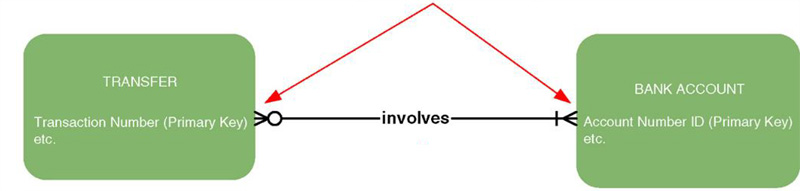 TRANSFER
Transaction Number (Primary Key)
etc.
involves
BANK ACCOUNT
Account Number ID (Primary Key)
etc.